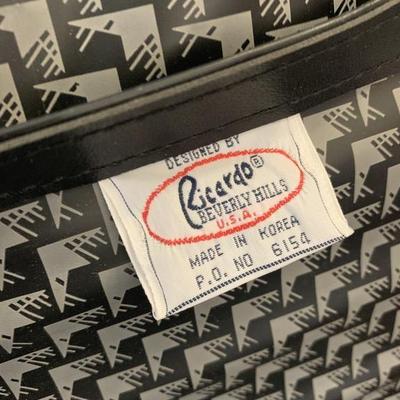 DESIGNED BY
Ricardo®
BEVERLY HILLS
U.S.A.
MADE IN KOREA
P.O. NO 6154